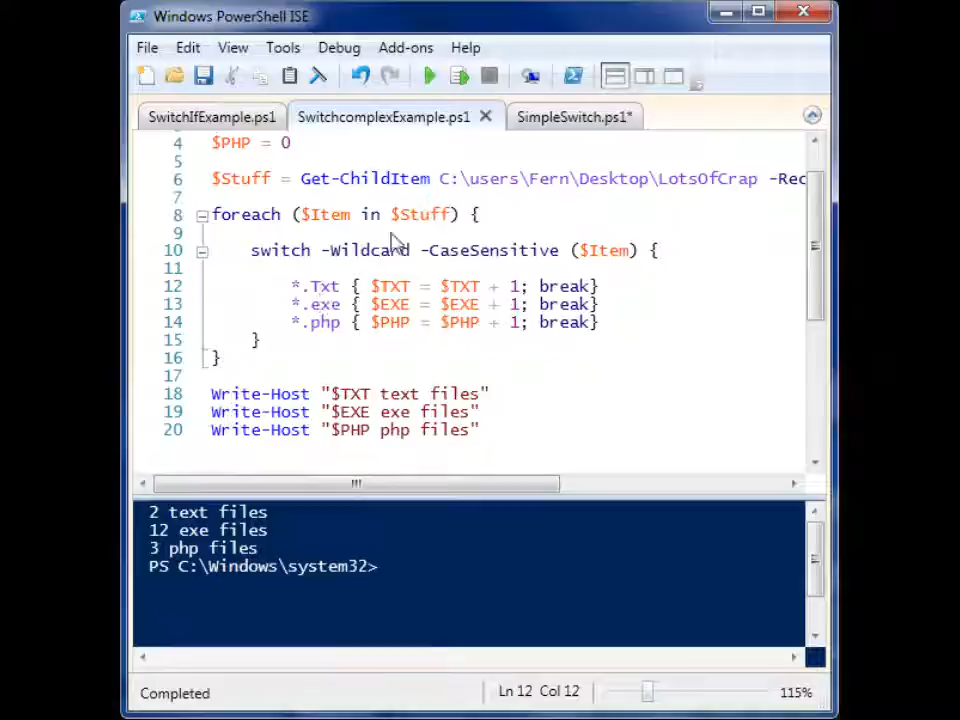 Windows PowerShell ISE
File Edit View Tools Debug Add-ons Help
SwitchIfExample.ps1 SwitchcomplexExample.ps1 SimpleSwitch.ps1*
4 $PHP = 0
5
6 $Stuff = Get-ChildItem C:\users\Fern\Desktop\LotsOfCrap -Rec
7
8 foreach ($Item in $Stuff) {
9
10 switch -Wildcard -CaseSensitive ($Item) {
11
12 *.Txt { $TXT = $TXT + 1; break}
13 *.exe { $EXE = $EXE + 1; break}
14 *.php { $PHP = $PHP + 1; break}
15 }
16 }
17
18 Write-Host "$TXT text files"
19 Write-Host "$EXE exe files"
20 Write-Host "$PHP php files"
2 text files
12 exe files
3 php files
PS C:\Windows\system32>
Completed Ln 12 Col 12 115%